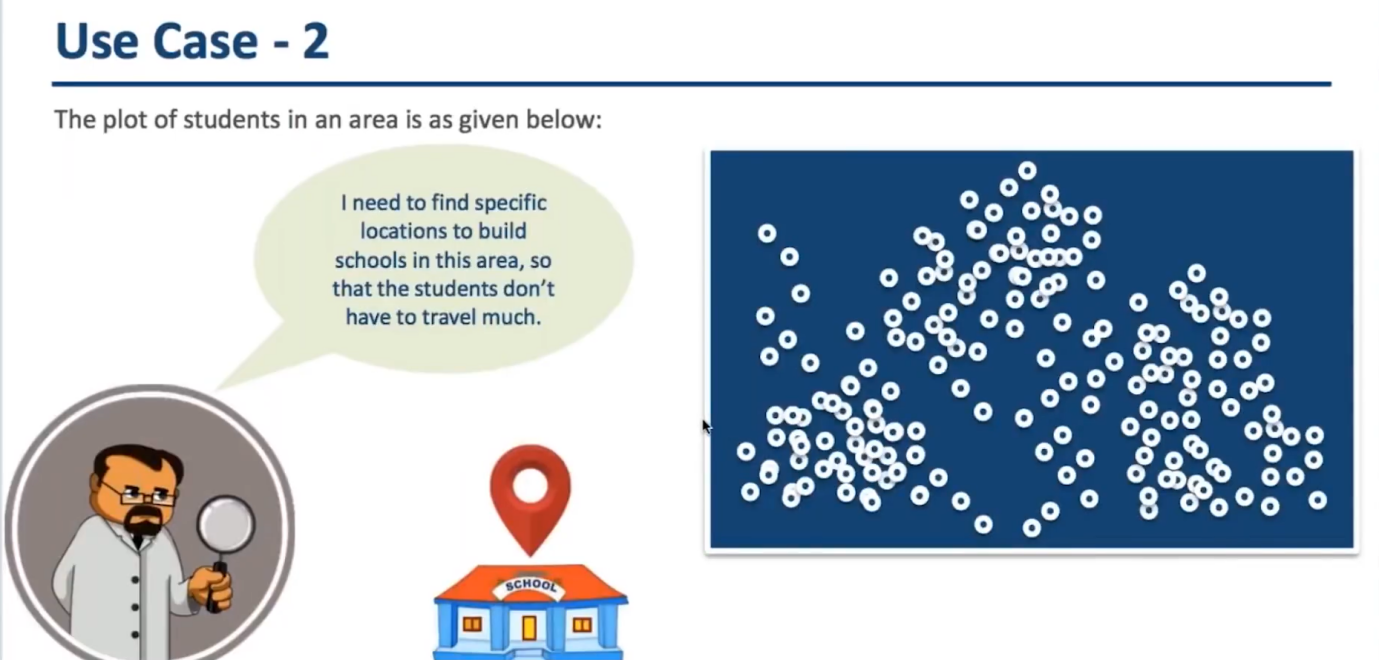 Use Case - 2
The plot of students in an area is as given below:
I need to find specific
locations to build
schools in this area, so
that the students don't
have to travel much.
SCHOOL